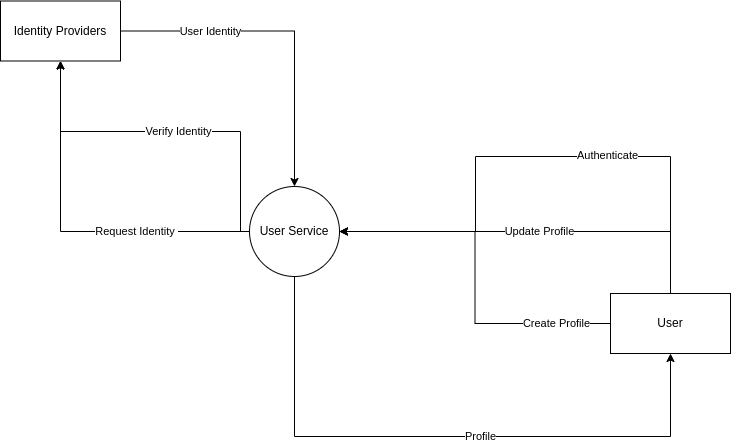 Identity Providers
User Identity
Verify Identity
Authenticate
Request Identity
User Service
Update Profile
Create Profile
User
Profile